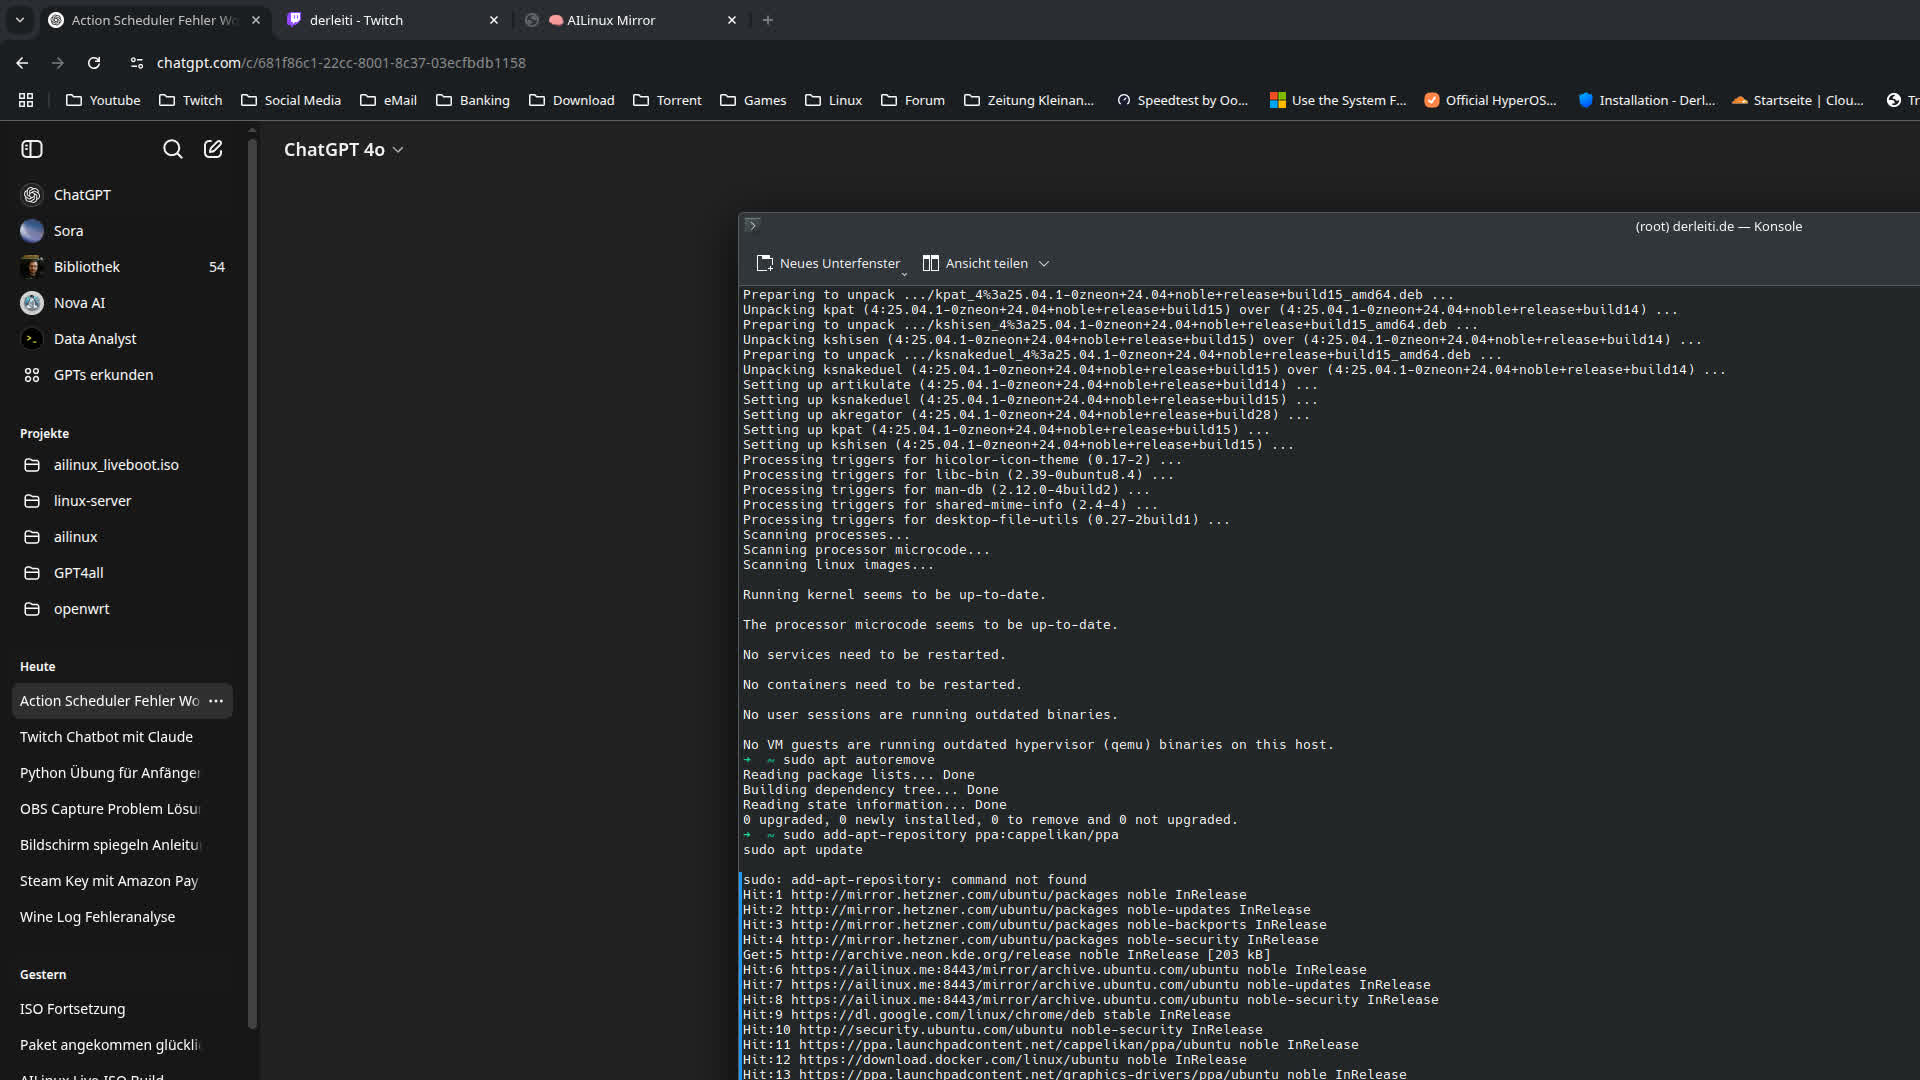 Action Scheduler Fehler Wo
derleiti - Twitch
AILinux Mirror
chatgpt.com/c/681f86c1-22cc-8001-8c37-03ecfbdb1158
Youtube
Twitch
Social Media
eMail
Banking
Download
Torrent
Games
Linux
Forum
Zeitung Kleinan...
Speedtest by Oo...
Use the System F...
Official HyperOS...
Installation - Derl...
Startseite | Clou...
Tr
ChatGPT 4o
ChatGPT
Sora
Bibliothek 54
Nova AI
Data Analyst
GPTs erkunden
Projekte
ailinux_liveboot.iso
linux-server
ailinux
GPT4all
openwrt
Heute
Action Scheduler Fehler Wo
Twitch Chatbot mit Claude
Python Übung für Anfänger
OBS Capture Problem Lösu
Bildschirm spiegeln Anleitu
Steam Key mit Amazon Pay
Wine Log Fehleranalyse
Gestern
ISO Fortsetzung
Paket angekommen glückli
AILinux Live ISO Build
(root) derleiti.de — Konsole
Neues Unterfenster
Ansicht teilen
Preparing to unpack .../kpat_4%3a25.04.1-0zneon+24.04+noble+release+build15_amd64.deb ...
Unpacking kpat (4:25.04.1-0zneon+24.04+noble+release+build15) over (4:25.04.1-0zneon+24.04+noble+release+build14) ...
Preparing to unpack .../kshisen_4%3a25.04.1-0zneon+24.04+noble+release+build15_amd64.deb ...
Unpacking kshisen (4:25.04.1-0zneon+24.04+noble+release+build15) over (4:25.04.1-0zneon+24.04+noble+release+build14) ...
Preparing to unpack .../ksnakeduel_4%3a25.04.1-0zneon+24.04+noble+release+build15_amd64.deb ...
Unpacking ksnakeduel (4:25.04.1-0zneon+24.04+noble+release+build15) over (4:25.04.1-0zneon+24.04+noble+release+build14) ...
Setting up artikulate (4:25.04.1-0zneon+24.04+noble+release+build14) ...
Setting up ksnakeduel (4:25.04.1-0zneon+24.04+noble+release+build15) ...
Setting up akregator (4:25.04.1-0zneon+24.04+noble+release+build28) ...
Setting up kpat (4:25.04.1-0zneon+24.04+noble+release+build15) ...
Setting up kshisen (4:25.04.1-0zneon+24.04+noble+release+build15) ...
Processing triggers for hicolor-icon-theme (0.17-2) ...
Processing triggers for libc-bin (2.39-0ubuntu8.4) ...
Processing triggers for man-db (2.12.0-4build2) ...
Processing triggers for shared-mime-info (2.4-4) ...
Processing triggers for desktop-file-utils (0.27-2build1) ...
Scanning processes...
Scanning processor microcode...
Scanning linux images...
Running kernel seems to be up-to-date.
The processor microcode seems to be up-to-date.
No services need to be restarted.
No containers need to be restarted.
No user sessions are running outdated binaries.
No VM guests are running outdated hypervisor (qemu) binaries on this host.
➜ ~ sudo apt autoremove
Reading package lists... Done
Building dependency tree... Done
Reading state information... Done
0 upgraded, 0 newly installed, 0 to remove and 0 not upgraded.
➜ ~ sudo add-apt-repository ppa:cappelikan/ppa
sudo apt update
sudo: add-apt-repository: command not found
Hit:1 http://mirror.hetzner.com/ubuntu/packages noble InRelease
Hit:2 http://mirror.hetzner.com/ubuntu/packages noble-updates InRelease
Hit:3 http://mirror.hetzner.com/ubuntu/packages noble-backports InRelease
Hit:4 http://mirror.hetzner.com/ubuntu/packages noble-security InRelease
Get:5 http://archive.neon.kde.org/release noble InRelease [203 kB]
Hit:6 https://ailinux.me:8443/mirror/archive.ubuntu.com/ubuntu noble InRelease
Hit:7 https://ailinux.me:8443/mirror/archive.ubuntu.com/ubuntu noble-updates InRelease
Hit:8 https://ailinux.me:8443/mirror/archive.ubuntu.com/ubuntu noble-security InRelease
Hit:9 https://dl.google.com/linux/chrome/deb stable InRelease
Hit:10 http://security.ubuntu.com/ubuntu noble-security InRelease
Hit:11 https://ppa.launchpadcontent.net/cappelikan/ppa/ubuntu noble InRelease
Hit:12 https://download.docker.com/linux/ubuntu noble InRelease
Hit:13 https://ppa.launchpadcontent.net/graphics-drivers/ppa/ubuntu noble InRelease